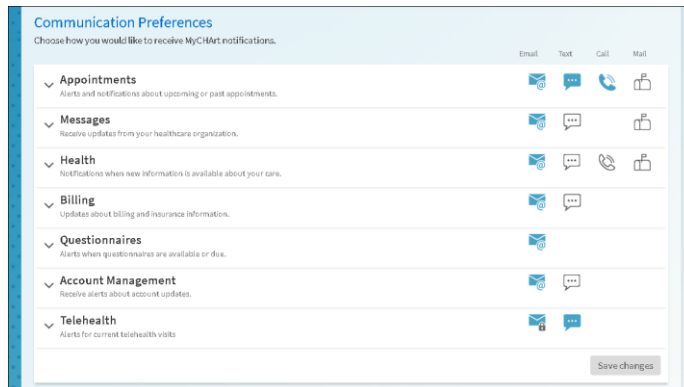 Communication Preferences
Choose how you would like to receive MyCHArt notifications.
Email Text Call Mail
Appointments
Alerts and notifications about upcoming or past appointments.
Messages
Receive updates from your healthcare organization.
Health
Notifications when new information is available about your care.
Billing
Updates about billing and insurance information.
Questionnaires
Alerts when questionnaires are available or due.
Account Management
Receive alerts about account updates.
Telehealth
Alerts for current telehealth visits
Save changes